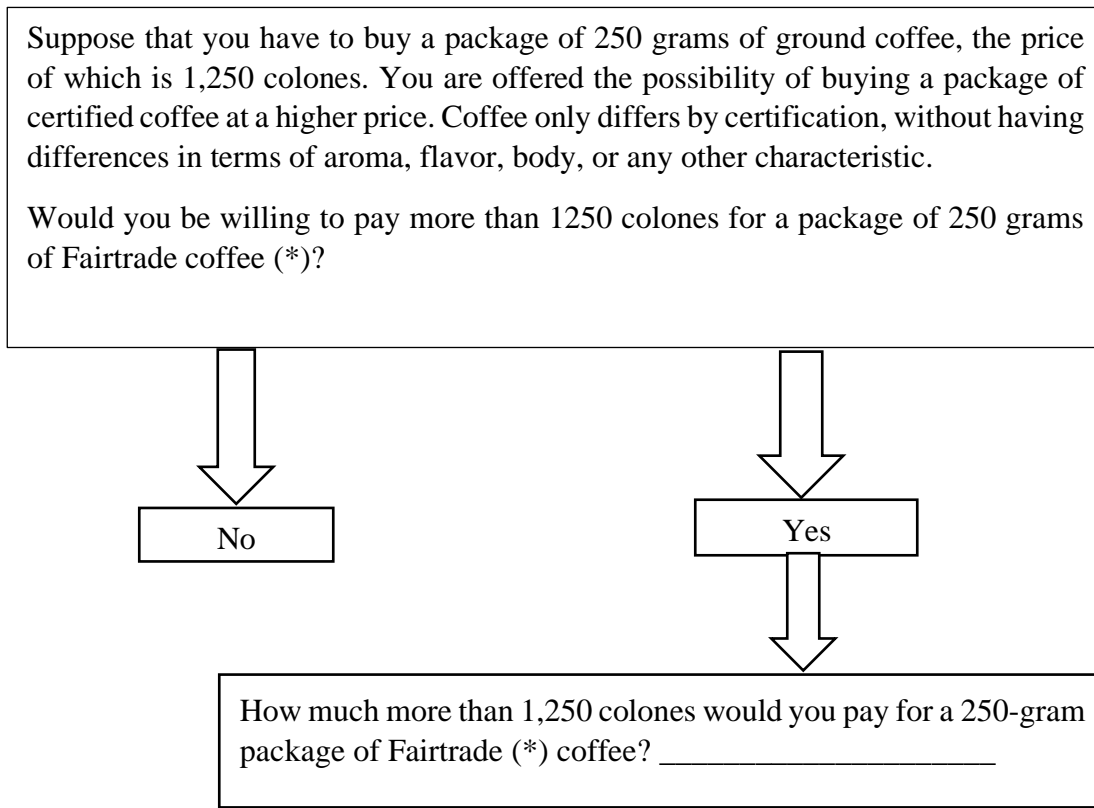 Suppose that you have to buy a package of 250 grams of ground coffee, the price
of which is 1,250 colones. You are offered the possibility of buying a package of
certified coffee at a higher price. Coffee only differs by certification, without having
differences in terms of aroma, flavor, body, or any other characteristic.
Would you be willing to pay more than 1250 colones for a package of 250 grams
of Fairtrade coffee (*)?
No
Yes
How much more than 1,250 colones would you pay for a 250-gram
package of Fairtrade (*) coffee? _____________________